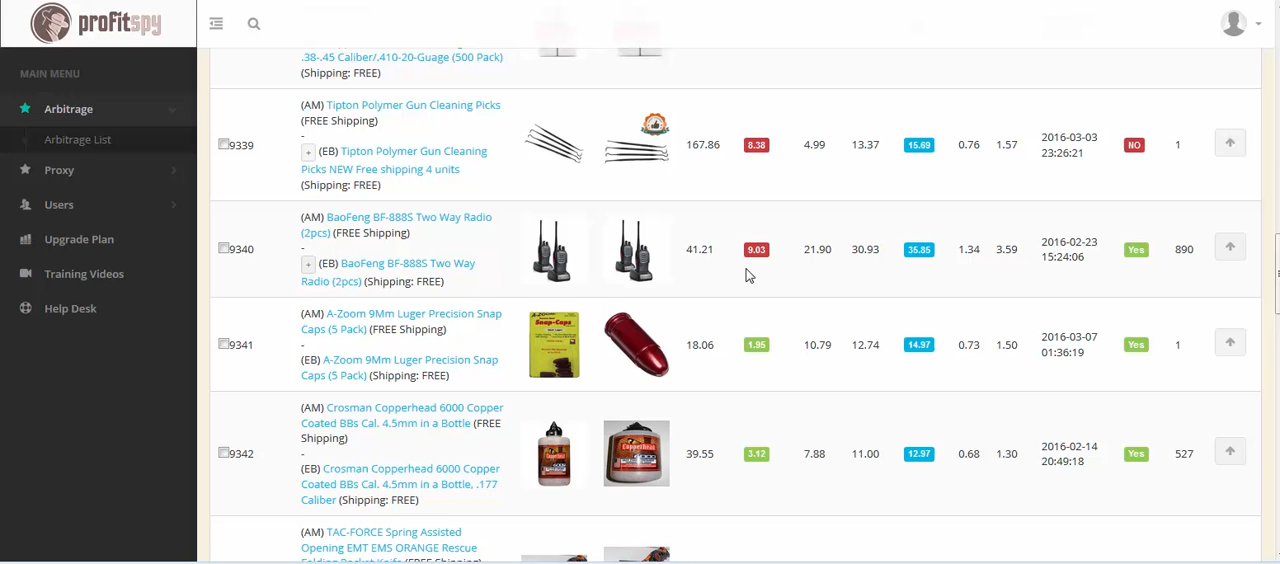 profitspy
MAIN MENU
Arbitrage
Arbitrage List
Proxy
Users
Upgrade Plan
Training Videos
Help Desk
.38-.45 Caliber/.410-20-Guage (500 Pack)
(Shipping: FREE)
9339
(AM) Tipton Polymer Gun Cleaning Picks
(FREE Shipping)
-
+ (EB) Tipton Polymer Gun Cleaning
Picks NEW Free shipping 4 units
(Shipping: FREE)
167.86 8.38 4.99 13.37 15.69 0.76 1.57
2016-03-03
23:26:21
NO 1
9340
(AM) BaoFeng BF-888S Two Way Radio
(2pcs) (FREE Shipping)
-
+ (EB) BaoFeng BF-888S Two Way
Radio (2pcs) (Shipping: FREE)
41.21 9.03 21.90 30.93 35.85 1.34 3.59
2016-02-23
15:24:06
Yes 890
9341
(AM) A-Zoom 9Mm Luger Precision Snap
Caps (5 Pack) (FREE Shipping)
-
(EB) A-Zoom 9Mm Luger Precision Snap
Caps (5 Pack) (Shipping: FREE)
18.06 1.95 10.79 12.74 14.97 0.73 1.50
2016-03-07
01:36:19
Yes 1
9342
(AM) Crosman Copperhead 6000 Copper
Coated BBs Cal. 4.5mm in a Bottle (FREE
Shipping)
-
(EB) Crosman Copperhead 6000 Copper
Coated BBs Cal. 4.5mm in a Bottle, .177
Caliber (Shipping: FREE)
39.55 3.12 7.88 11.00 12.97 0.68 1.30
2016-02-14
20:49:18
Yes 527
(AM) TAC-FORCE Spring Assisted
Opening EMT EMS ORANGE Rescue
Folding Pocket Knife (FREE Shipping)